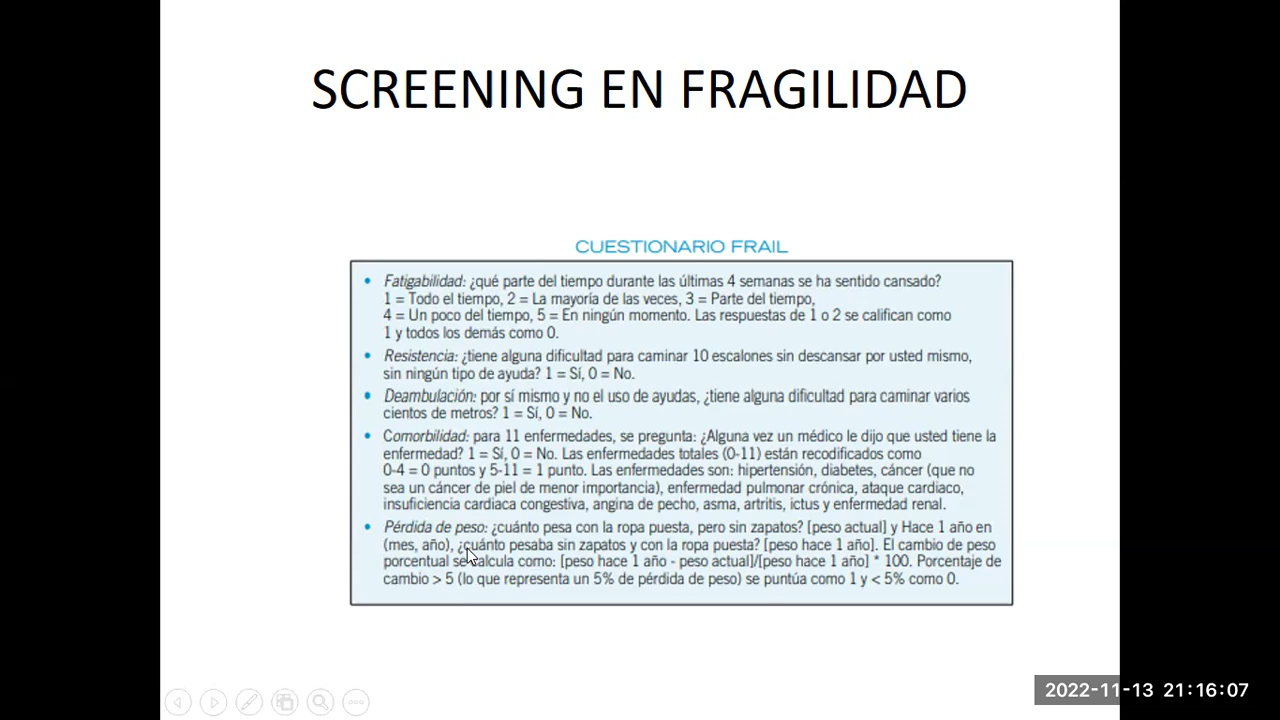 SCREENING EN FRAGILIDAD
CUESTIONARIO FRAIL
• Fatigabilidad: ¿qué parte del tiempo durante las últimas 4 semanas se ha sentido cansado?
1 = Todo el tiempo, 2 = La mayoría de las veces, 3 = Parte del tiempo,
4 = Un poco del tiempo, 5 = En ningún momento. Las respuestas de 1 o 2 se califican como
1 y todos los demás como 0.
• Resistencia: ¿tiene alguna dificultad para caminar 10 escalones sin descansar por usted mismo,
sin ningún tipo de ayuda? 1 = Sí, 0 = No.
• Deambulación: por sí mismo y no el uso de ayudas, ¿tiene alguna dificultad para caminar varios
cientos de metros? 1 = Sí, 0 = No.
• Comorbilidad: para 11 enfermedades, se pregunta: ¿Alguna vez un médico le dijo que usted tiene la
enfermedad? 1 = Sí, 0 = No. Las enfermedades totales (0-11) están recodificados como
0-4 = 0 puntos y 5-11 = 1 punto. Las enfermedades son: hipertensión, diabetes, cáncer (que no
sea un cáncer de piel de menor importancia), enfermedad pulmonar crónica, ataque cardiaco,
insuficiencia cardiaca congestiva, angina de pecho, asma, artritis, ictus y enfermedad renal.
• Pérdida de peso: ¿cuánto pesa con la ropa puesta, pero sin zapatos? [peso actual] y Hace 1 año en
(mes, año), ¿cuánto pesaba sin zapatos y con la ropa puesta? [peso hace 1 año]. El cambio de peso
porcentual se calcula como: [peso hace 1 año - peso actual]/[peso hace 1 año] * 100. Porcentaje de
cambio > 5 (lo que representa un 5% de pérdida de peso) se puntúa como 1 y < 5% como 0.
2022-11-13 21:16:07